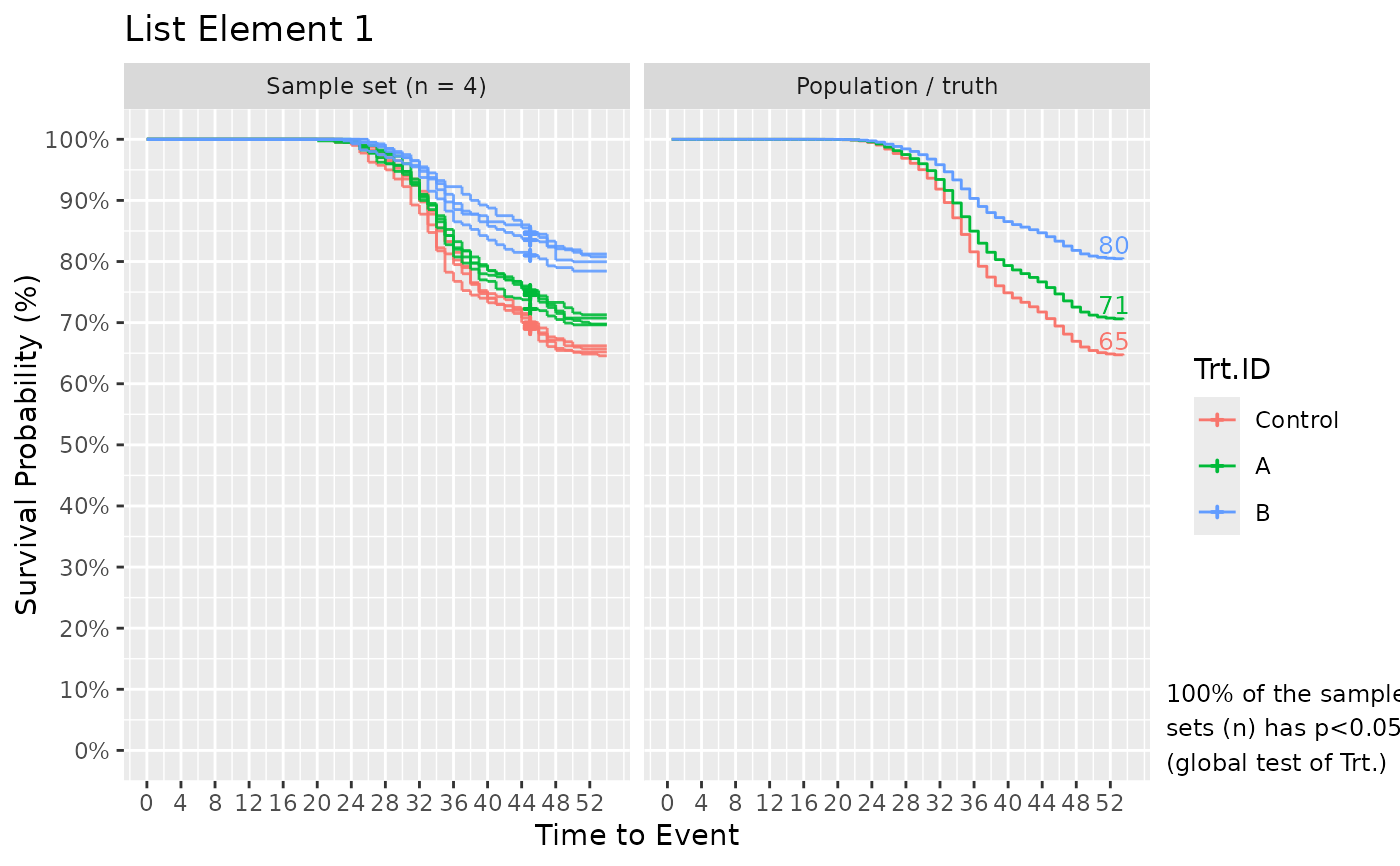 List Element 1
Sample set (n = 4)
Population / truth
Survival Probability (%)
100%
90%
80%
70%
60%
50%
40%
30%
20%
10%
0%
80
71
65
0 4 8 12 16 20 24 28 32 36 40 44 48 52
0 4 8 12 16 20 24 28 32 36 40 44 48 52
Time to Event
Trt.ID
Control
A
B
100% of the sample
sets (n) has p<0.05
(global test of Trt.)